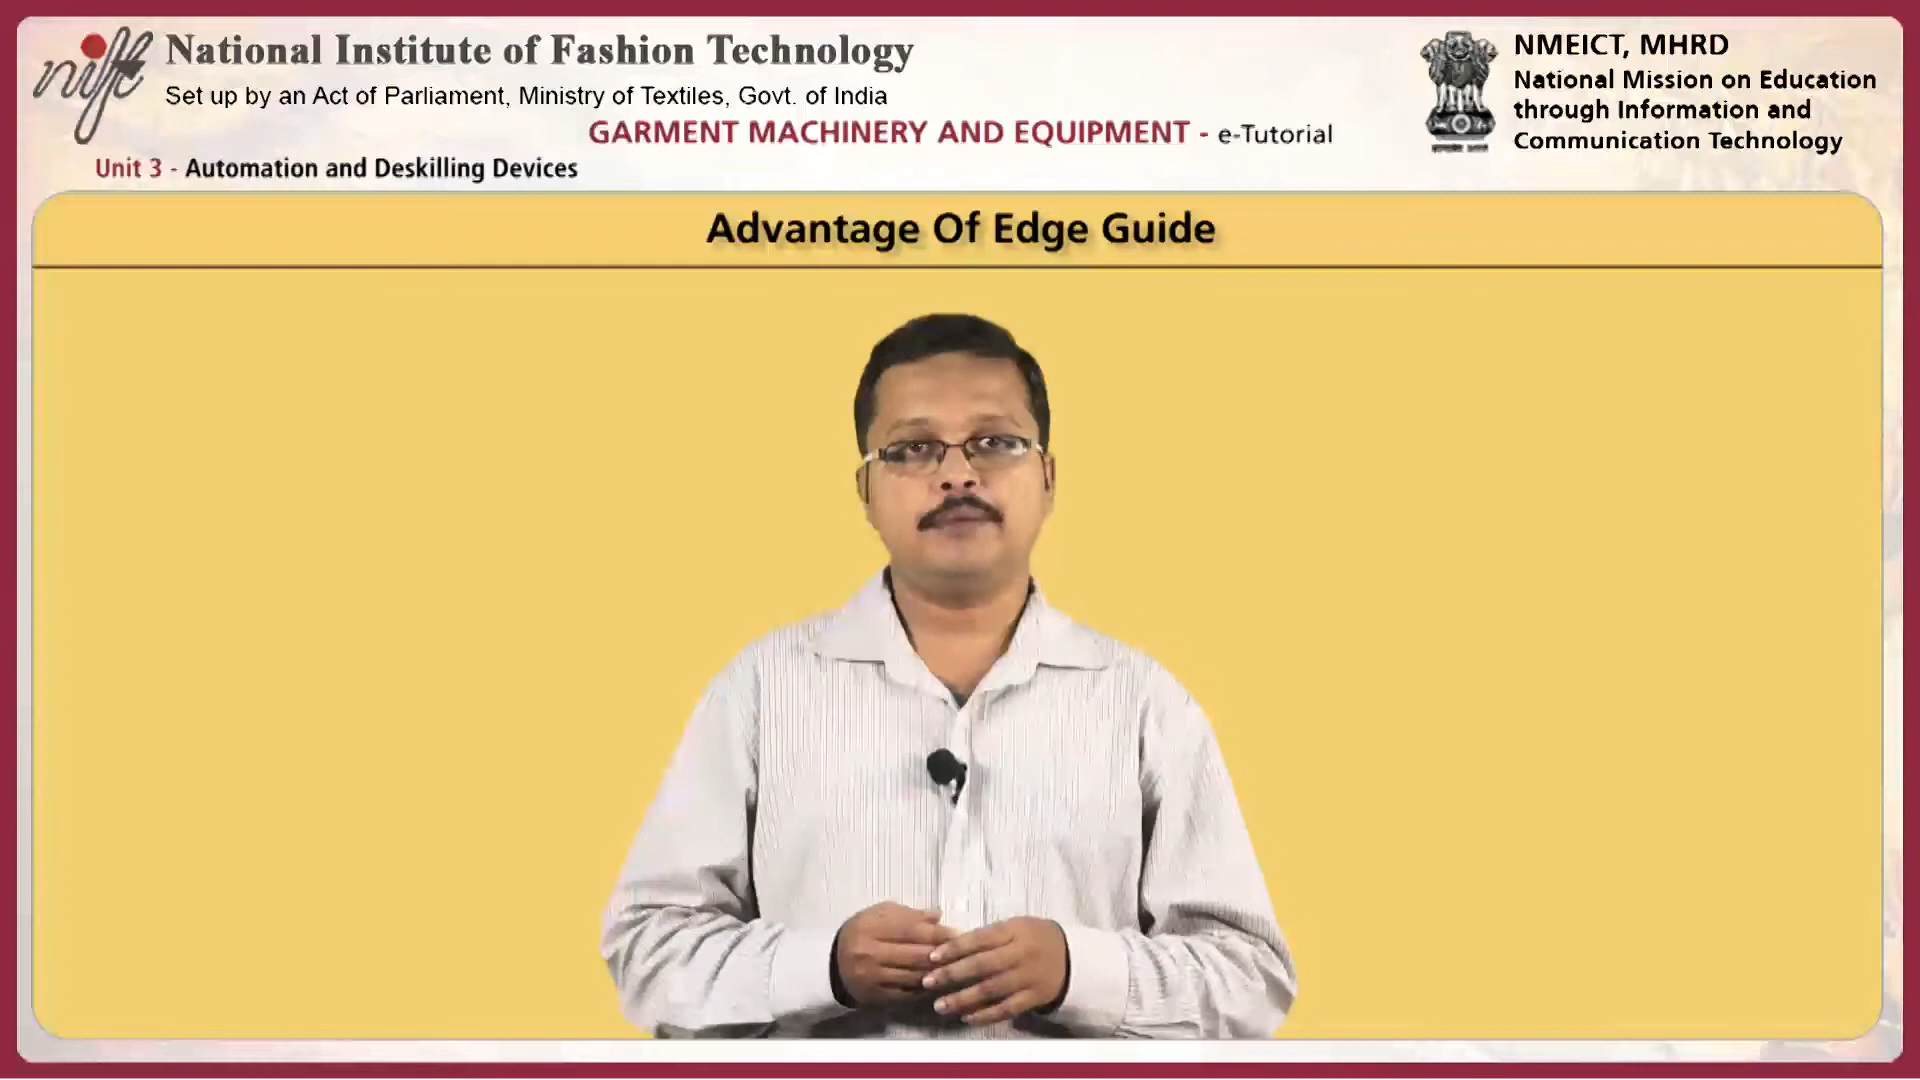 nift
National Institute of Fashion Technology
Set up by an Act of Parliament, Ministry of Textiles, Govt. of India
GARMENT MACHINERY AND EQUIPMENT - e-Tutorial
NMEICT, MHRD
National Mission on Education
through Information and
Communication Technology
Unit 3 - Automation and Deskilling Devices
Advantage Of Edge Guide